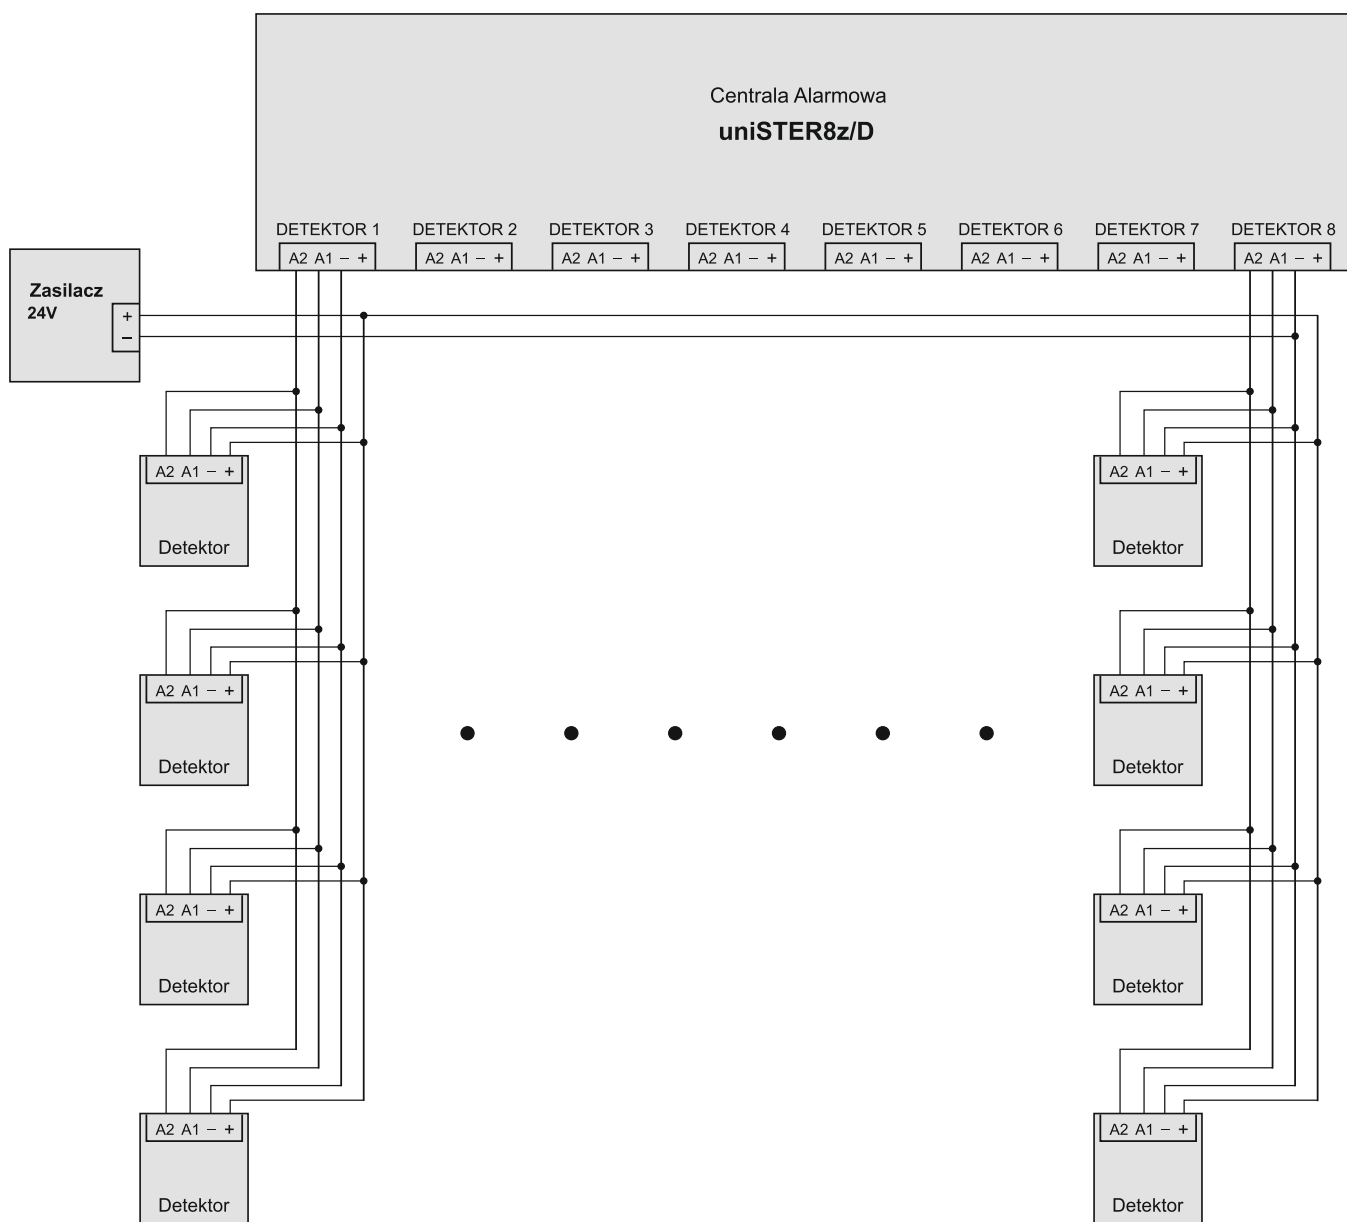 Centrala Alarmowa
uniSTER8z/D
DETEKTOR 1 DETEKTOR 2 DETEKTOR 3 DETEKTOR 4 DETEKTOR 5 DETEKTOR 6 DETEKTOR 7 DETEKTOR 8
A2 A1 − + A2 A1 − + A2 A1 − + A2 A1 − + A2 A1 − + A2 A1 − + A2 A1 − + A2 A1 − +
Zasilacz
24V
+
−
A2 A1 − + A2 A1 − +
Detektor Detektor
A2 A1 − + A2 A1 − +
Detektor Detektor
A2 A1 − + A2 A1 − +
Detektor Detektor
A2 A1 − + A2 A1 − +
Detektor Detektor